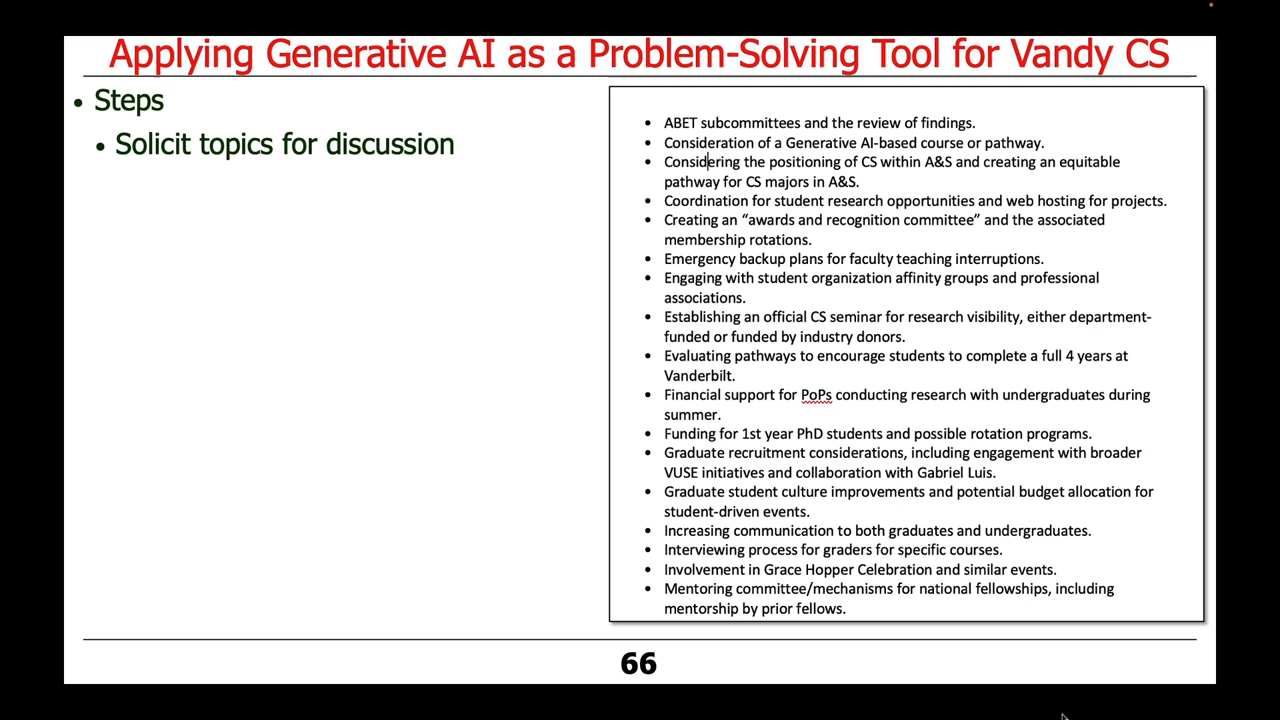 Applying Generative AI as a Problem-Solving Tool for Vandy CS
• Steps
• Solicit topics for discussion
• ABET subcommittees and the review of findings.
• Consideration of a Generative AI-based course or pathway.
• Considering the positioning of CS within A&S and creating an equitable
pathway for CS majors in A&S.
• Coordination for student research opportunities and web hosting for projects.
• Creating an “awards and recognition committee” and the associated
membership rotations.
• Emergency backup plans for faculty teaching interruptions.
• Engaging with student organization affinity groups and professional
associations.
• Establishing an official CS seminar for research visibility, either department-
funded or funded by industry donors.
• Evaluating pathways to encourage students to complete a full 4 years at
Vanderbilt.
• Financial support for PoPs conducting research with undergraduates during
summer.
• Funding for 1st year PhD students and possible rotation programs.
• Graduate recruitment considerations, including engagement with broader
VUSE initiatives and collaboration with Gabriel Luis.
• Graduate student culture improvements and potential budget allocation for
student-driven events.
• Increasing communication to both graduates and undergraduates.
• Interviewing process for graders for specific courses.
• Involvement in Grace Hopper Celebration and similar events.
• Mentoring committee/mechanisms for national fellowships, including
mentorship by prior fellows.
66